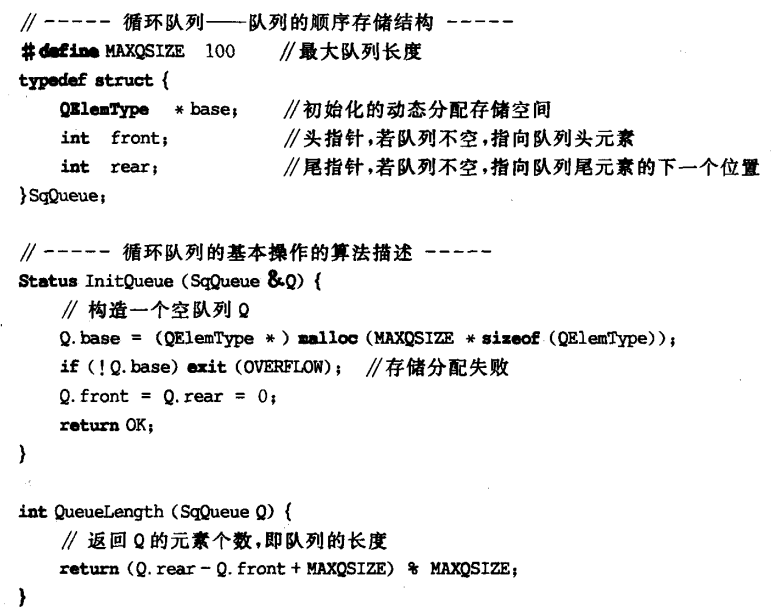 // ----- 循环队列——队列的顺序存储结构 -----
#define MAXQSIZE 100 //最大队列长度
typedef struct {
QElemType *base; //初始化的动态分配存储空间
int front; //头指针,若队列不空,指向队列头元素
int rear; //尾指针,若队列不空,指向队列尾元素的下一个位置
}SqQueue;
// ----- 循环队列的基本操作的算法描述 -----
Status InitQueue (SqQueue &Q) {
// 构造一个空队列 Q
Q.base = (QElemType *) malloc (MAXQSIZE * sizeof (QElemType));
if (!Q.base) exit (OVERFLOW); //存储分配失败
Q.front = Q.rear = 0;
return OK;
}
int QueueLength (SqQueue Q) {
// 返回 Q 的元素个数,即队列的长度
return (Q.rear - Q.front + MAXQSIZE) % MAXQSIZE;
}